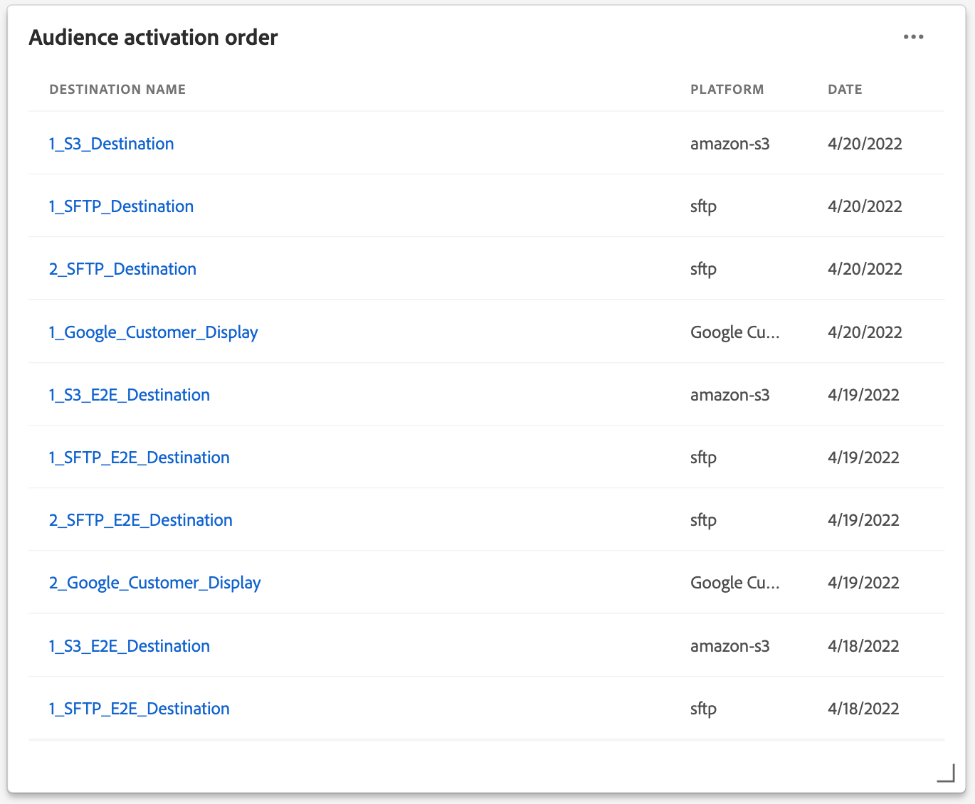 Audience activation order
DESTINATION NAME PLATFORM DATE
1_S3_Destination amazon-s3 4/20/2022
1_SFTP_Destination sftp 4/20/2022
2_SFTP_Destination sftp 4/20/2022
1_Google_Customer_Display Google Cu... 4/20/2022
1_S3_E2E_Destination amazon-s3 4/19/2022
1_SFTP_E2E_Destination sftp 4/19/2022
2_SFTP_E2E_Destination sftp 4/19/2022
2_Google_Customer_Display Google Cu... 4/19/2022
1_S3_E2E_Destination amazon-s3 4/18/2022
1_SFTP_E2E_Destination sftp 4/18/2022